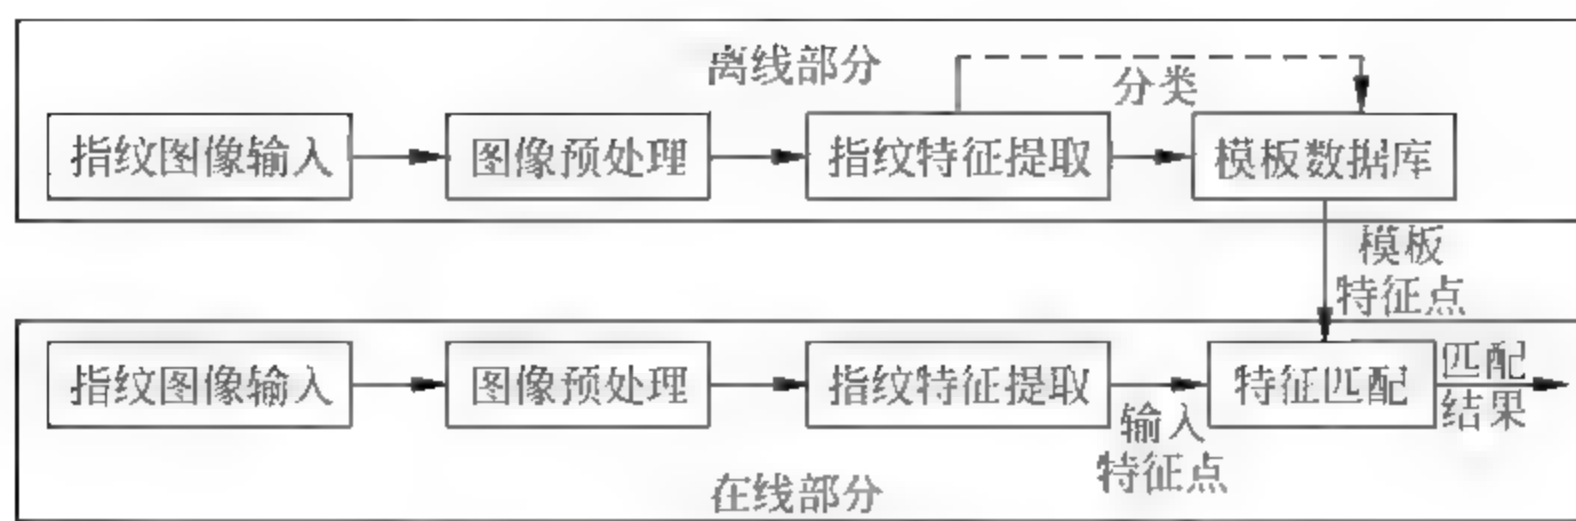 离线部分
分类
指纹图像输入
图像预处理
指纹特征提取
模板数据库
模板
特征点
指纹图像输入
图像预处理
指纹特征提取
特征匹配
匹配
结果
输入
特征点
在线部分